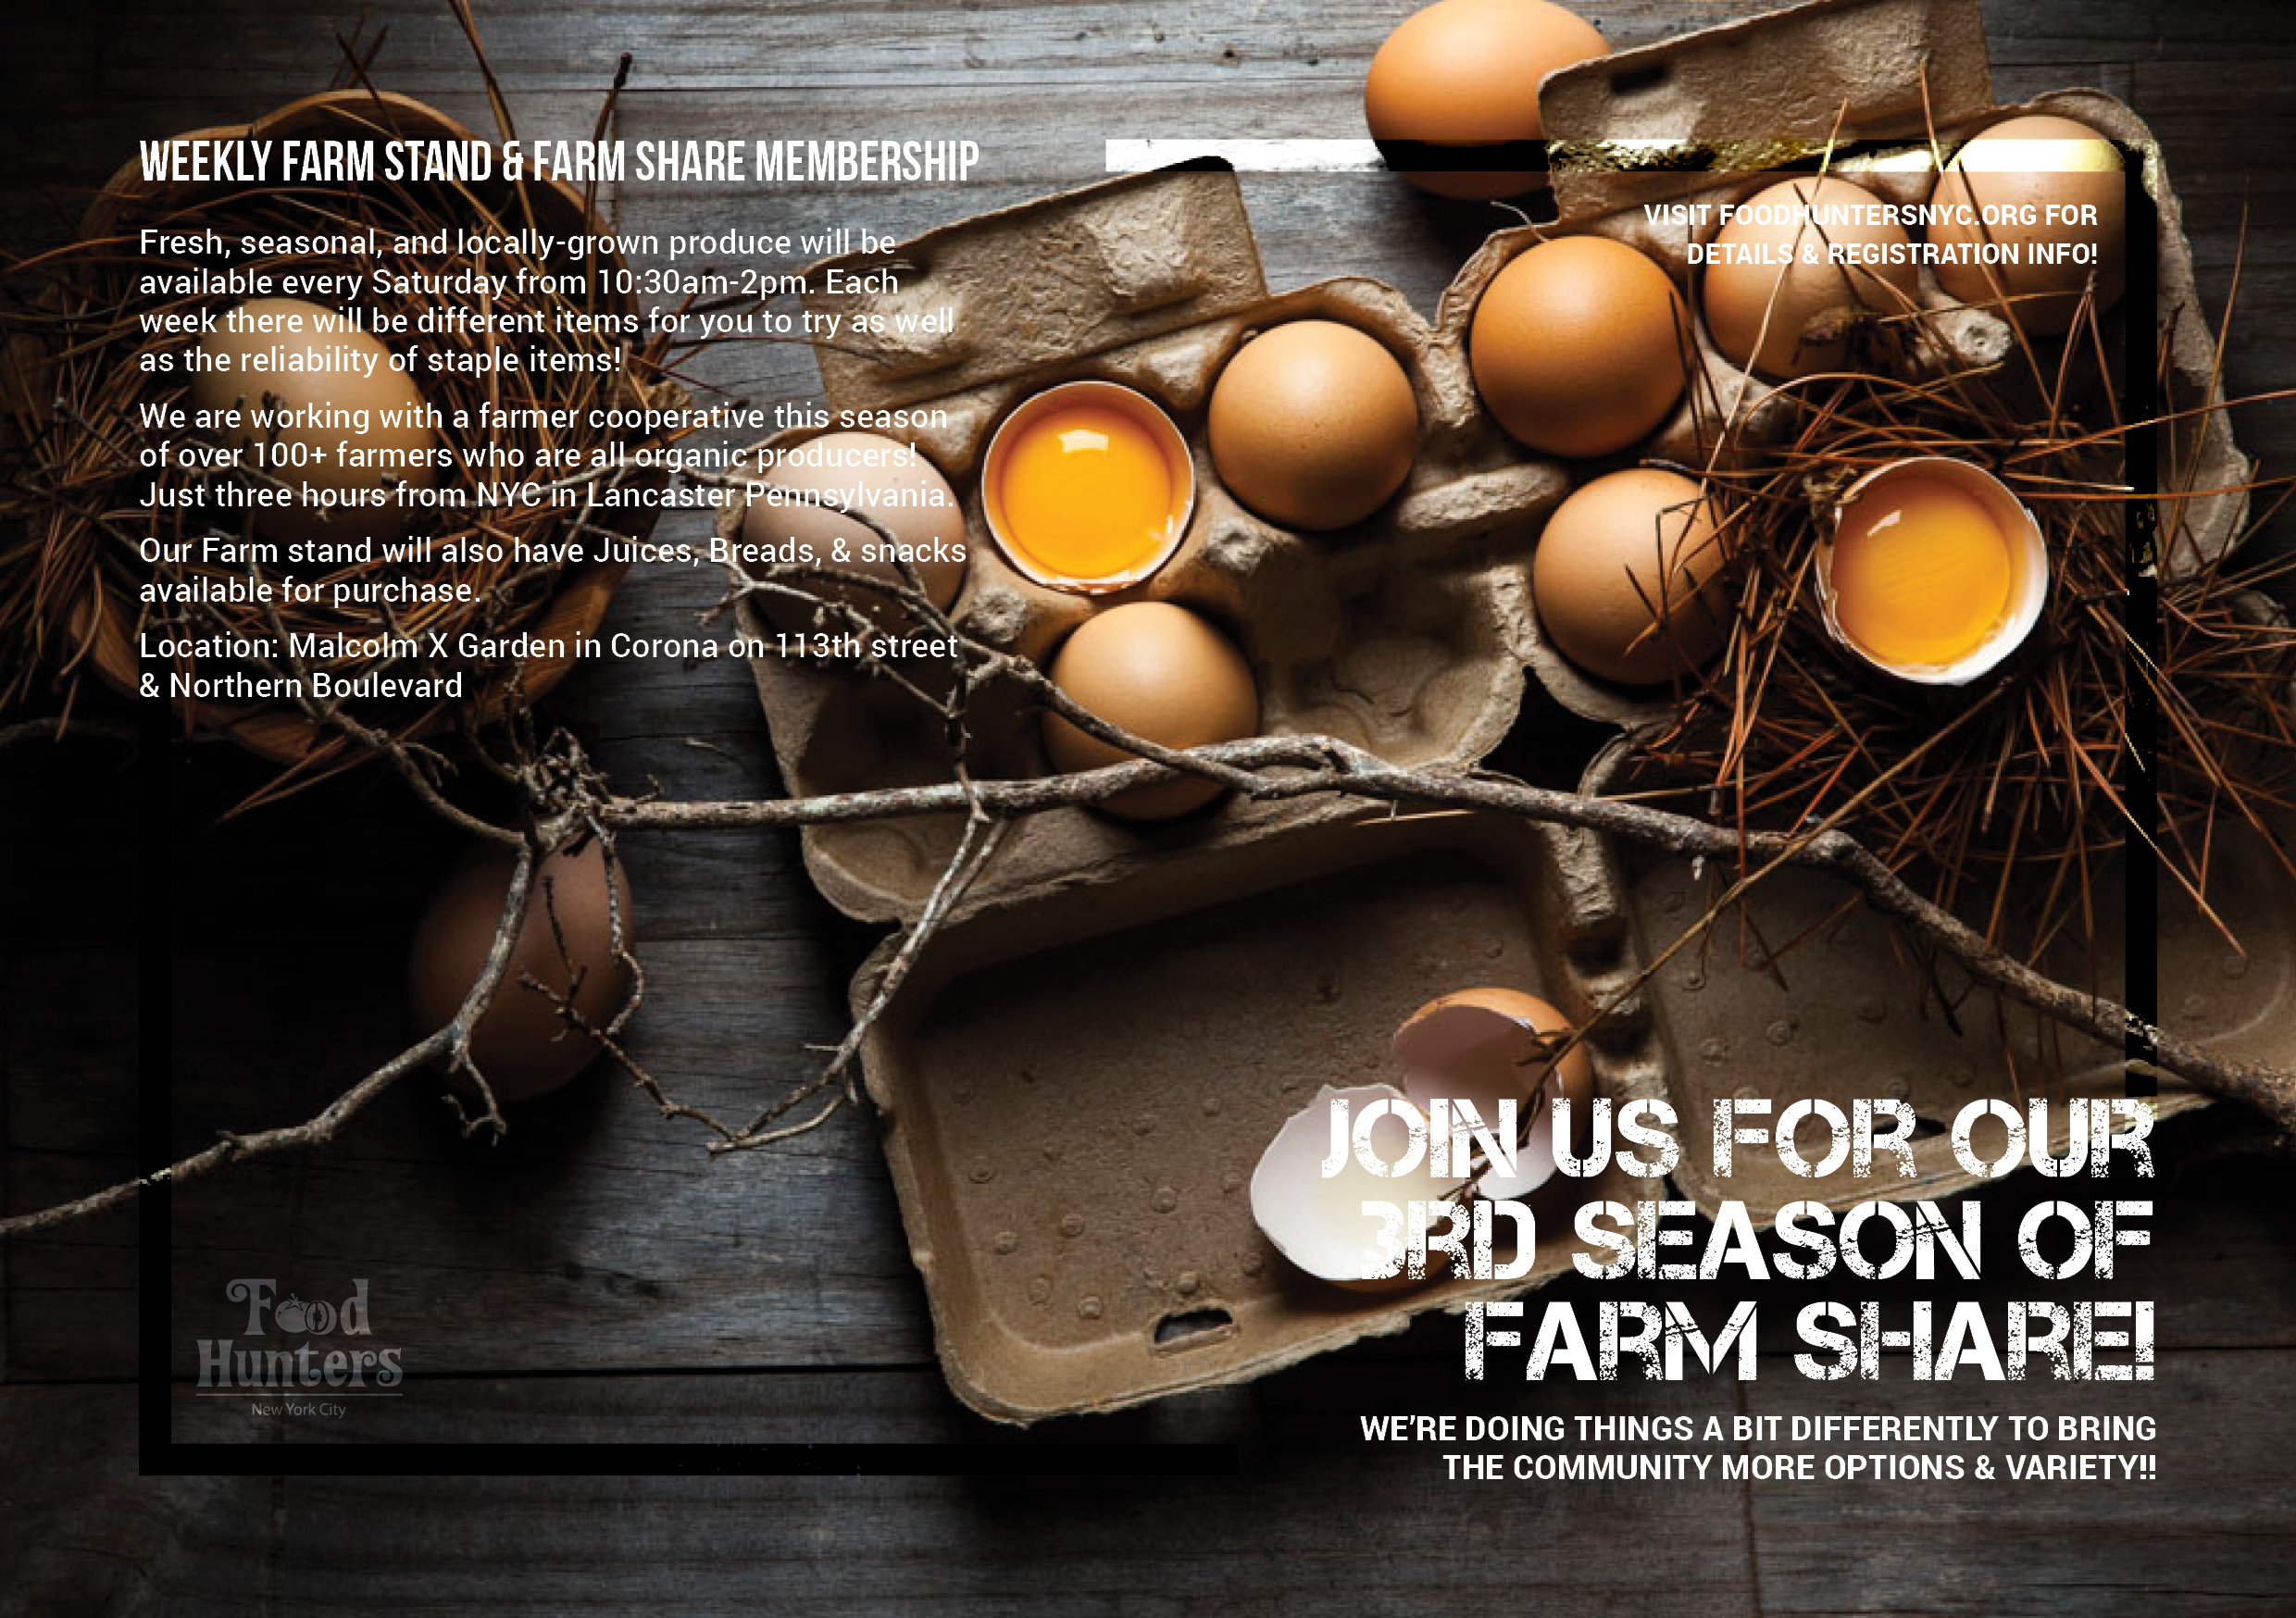 WEEKLY FARM STAND & FARM SHARE MEMBERSHIP
Fresh, seasonal, and locally-grown produce will be
available every Saturday from 10:30am-2pm. Each
week there will be different items for you to try as well
as the reliability of staple items!
We are working with a farmer cooperative this season
of over 100+ farmers who are all organic producers!
Just three hours from NYC in Lancaster Pennsylvania.
Our Farm stand will also have Juices, Breads, & snacks
available for purchase.
Location: Malcolm X Garden in Corona on 113th street
& Northern Boulevard
VISIT FOODHUNTERSNYC.ORG FOR
DETAILS & REGISTRATION INFO!
JOIN US FOR OUR
3RD SEASON OF
FARM SHARE!
WE'RE DOING THINGS A BIT DIFFERENTLY TO BRING
THE COMMUNITY MORE OPTIONS & VARIETY!!
Food
Hunters
New York City